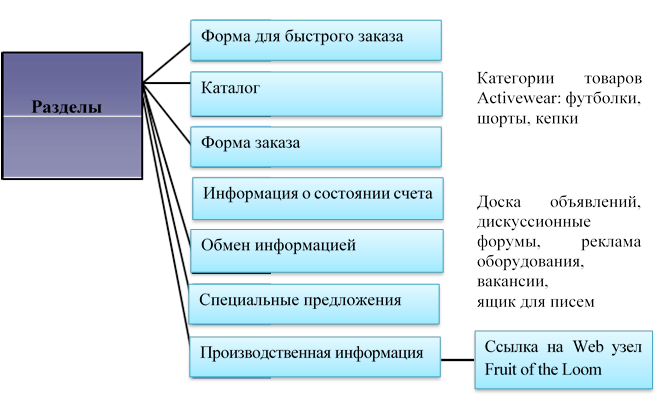 Разделы
Форма для быстрого заказа
Каталог
Категории товаров
Activewear: футболки,
шорты, кепки
Форма заказа
Информация о состоянии счета
Обмен информацией
Доска объявлений,
дискуссионные
форумы, реклама
оборудования,
вакансии,
ящик для писем
Специальные предложения
Производственная информация
Ссылка на Web узел
Fruit of the Loom